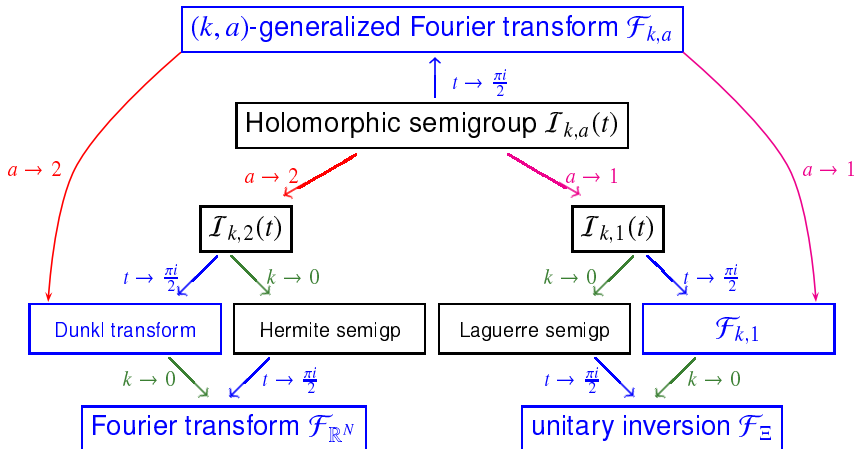 (k, a)-generalized Fourier transform 𝓕_{k,a}
t → πi/2
Holomorphic semigroup 𝓘_{k,a}(t)
a → 2
a → 1
a → 2
a → 1
𝓘_{k,2}(t)
𝓘_{k,1}(t)
t → πi/2
k → 0
k → 0
t → πi/2
Dunkl transform
Hermite semigp
Laguerre semigp
𝓕_{k,1}
k → 0
t → πi/2
t → πi/2
k → 0
Fourier transform 𝓕_{ℝ^N}
unitary inversion 𝓕_Ξ